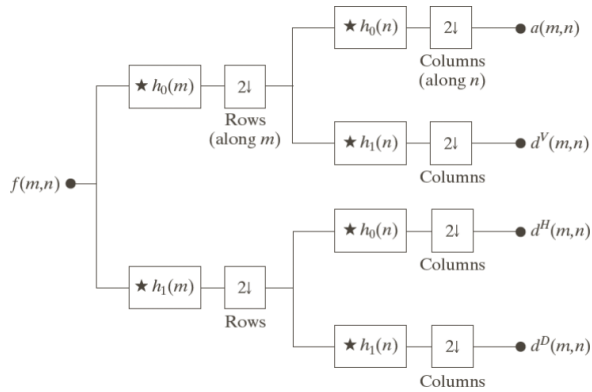 ★ h₀(n)
2↓
a(m,n)
Columns
(along n)
★ h₀(m)
2↓
Rows
(along m)
★ h₁(n)
2↓
dⱽ(m,n)
Columns
f(m,n)
★ h₀(n)
2↓
dᴴ(m,n)
Columns
★ h₁(m)
2↓
Rows
★ h₁(n)
2↓
dᴰ(m,n)
Columns